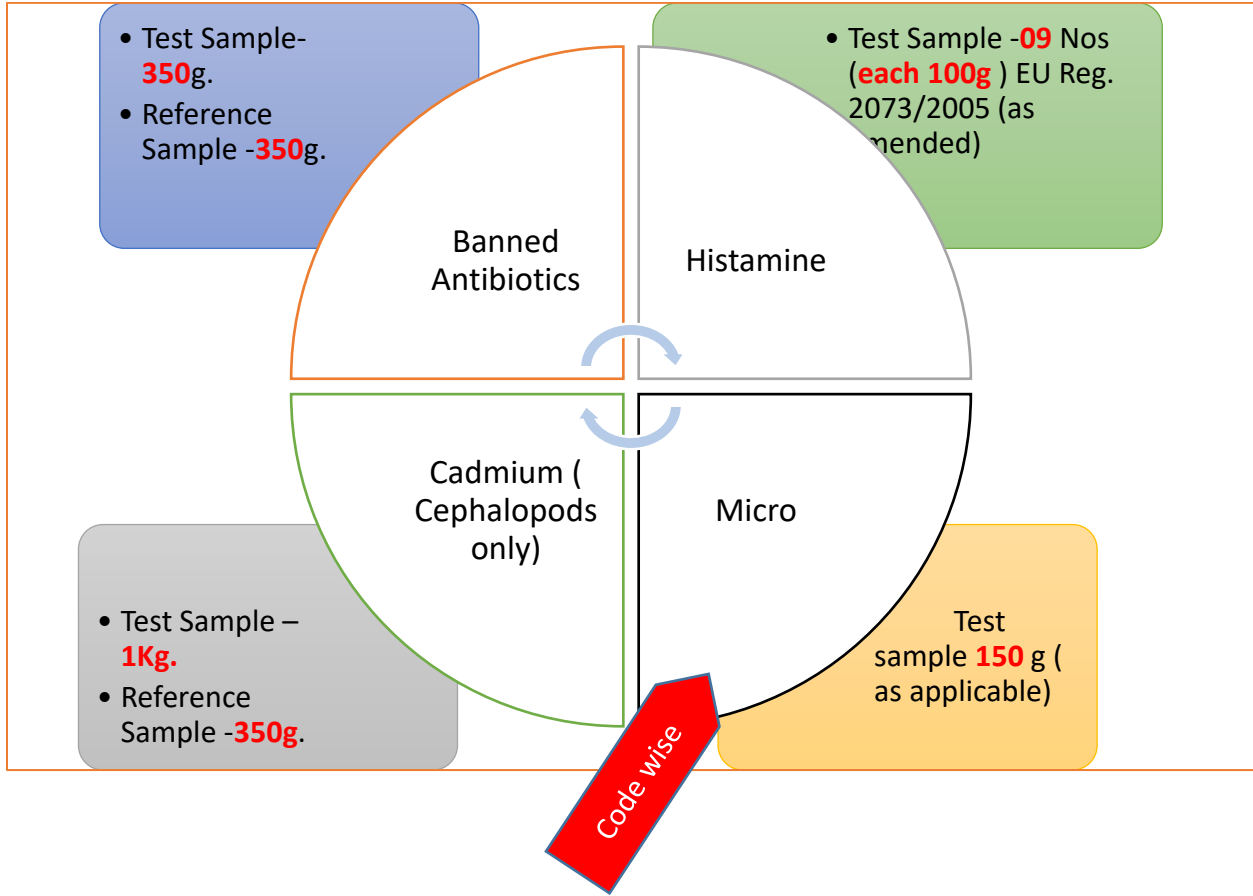 • Test Sample-
350g.
• Reference
Sample -350g.
• Test Sample -09 Nos
(each 100g ) EU Reg.
2073/2005 (as
mended)
Banned
Antibiotics
Histamine
Cadmium (
Cephalopods
only)
Micro
• Test Sample –
1Kg.
• Reference
Sample -350g.
Test
sample 150 g (
as applicable)
Code wise